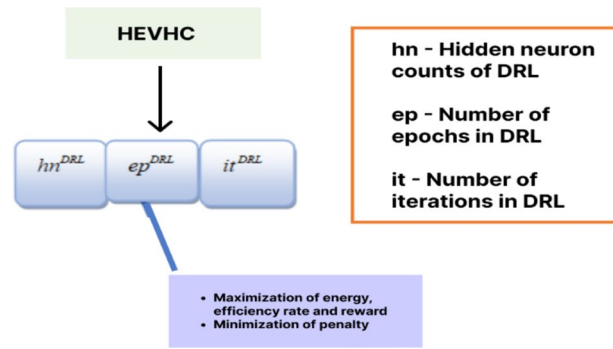 HEVHC
hn^DRL
ep^DRL
it^DRL
hn - Hidden neuron
counts of DRL
ep - Number of
epochs in DRL
it - Number of
iterations in DRL
• Maximization of energy,
efficiency rate and reward
• Minimization of penalty